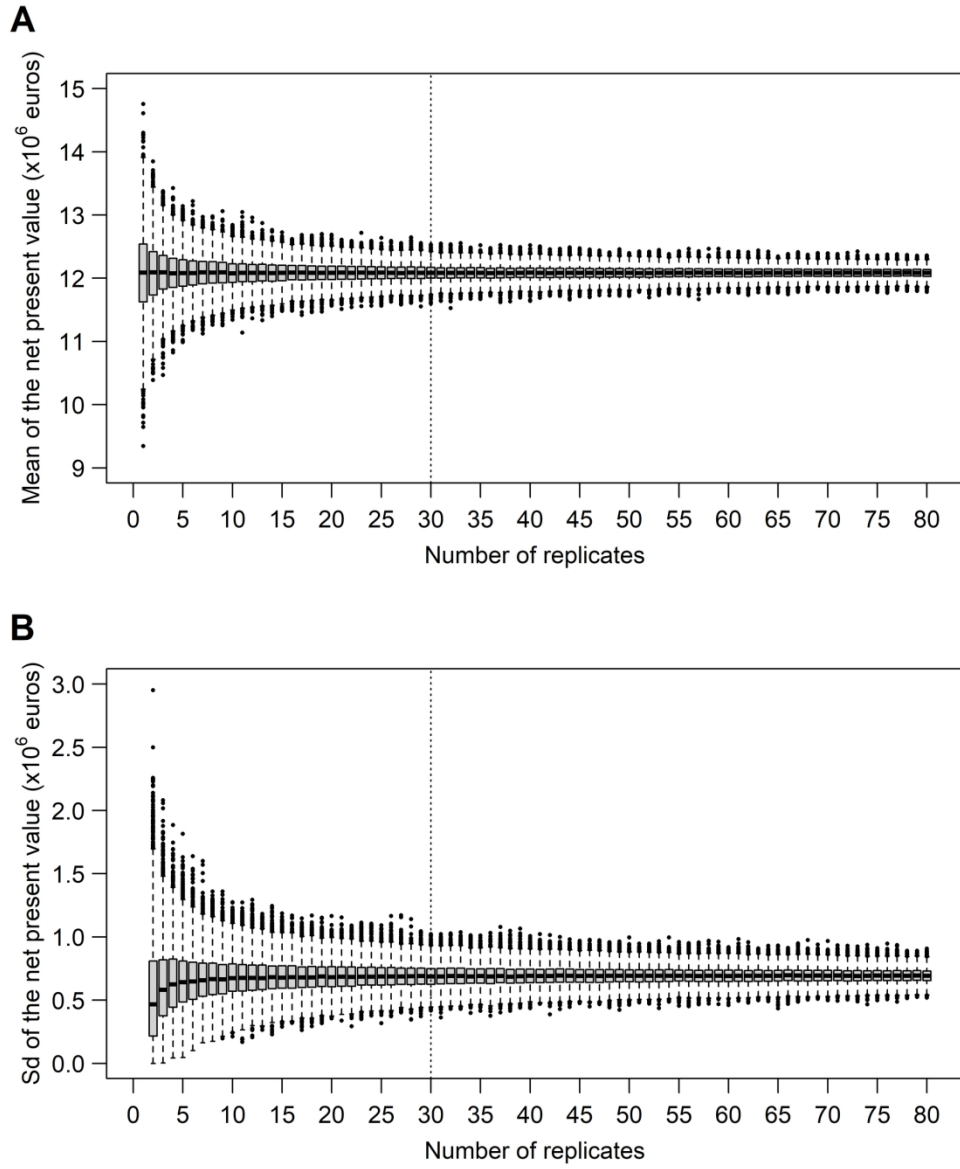 A
Mean of the net present value (x10⁶ euros)
15
14
13
12
11
10
9
0 5 10 15 20 25 30 35 40 45 50 55 60 65 70 75 80
Number of replicates
B
Sd of the net present value (x10⁶ euros)
3.0
2.5
2.0
1.5
1.0
0.5
0.0
0 5 10 15 20 25 30 35 40 45 50 55 60 65 70 75 80
Number of replicates